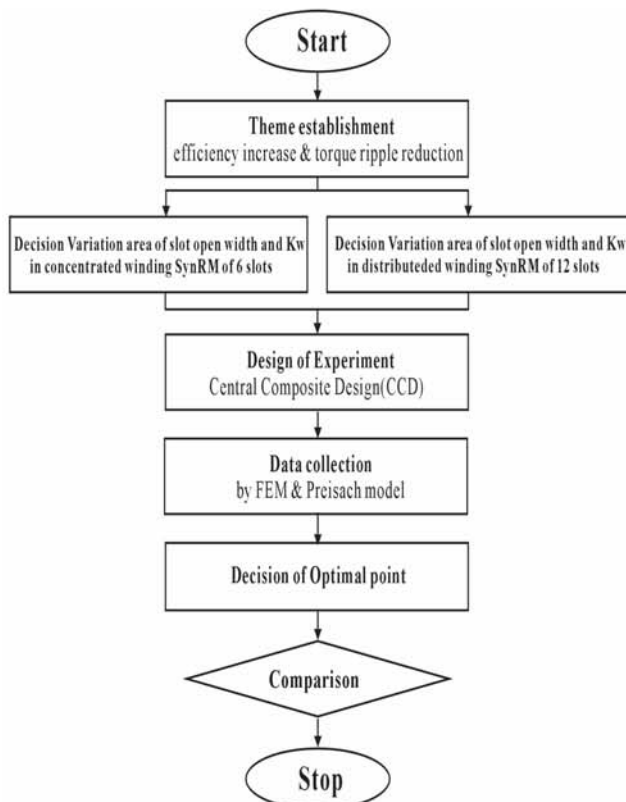 Start
Theme establishment
efficiency increase & torque ripple reduction
Decision Variation area of slot open width and Kw
in concentrated winding SynRM of 6 slots
Decision Variation area of slot open width and Kw
in distributeded winding SynRM of 12 slots
Design of Experiment
Central Composite Design(CCD)
Data collection
by FEM & Preisach model
Decision of Optimal point
Comparison
Stop